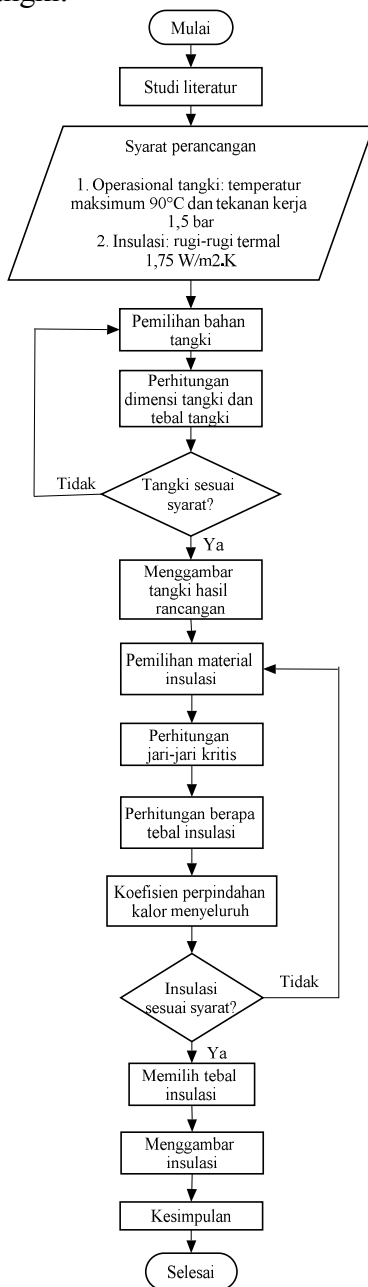 Mulai
Studi literatur
Syarat perancangan
1. Operasional tangki: temperatur
maksimum 90°C dan tekanan kerja
1,5 bar
2. Insulasi: rugi-rugi termal
1,75 W/m2.K
Pemilihan bahan
tangki
Perhitungan
dimensi tangki dan
tebal tangki
Tidak
Tangki sesuai
syarat?
Ya
Menggambar
tangki hasil
rancangan
Pemilihan material
insulasi
Perhitungan
jari-jari kritis
Perhitungan berapa
tebal insulasi
Koefisien perpindahan
kalor menyeluruh
Insulasi
sesuai syarat?
Tidak
Ya
Memilih tebal
insulasi
Menggambar
insulasi
Kesimpulan
Selesai